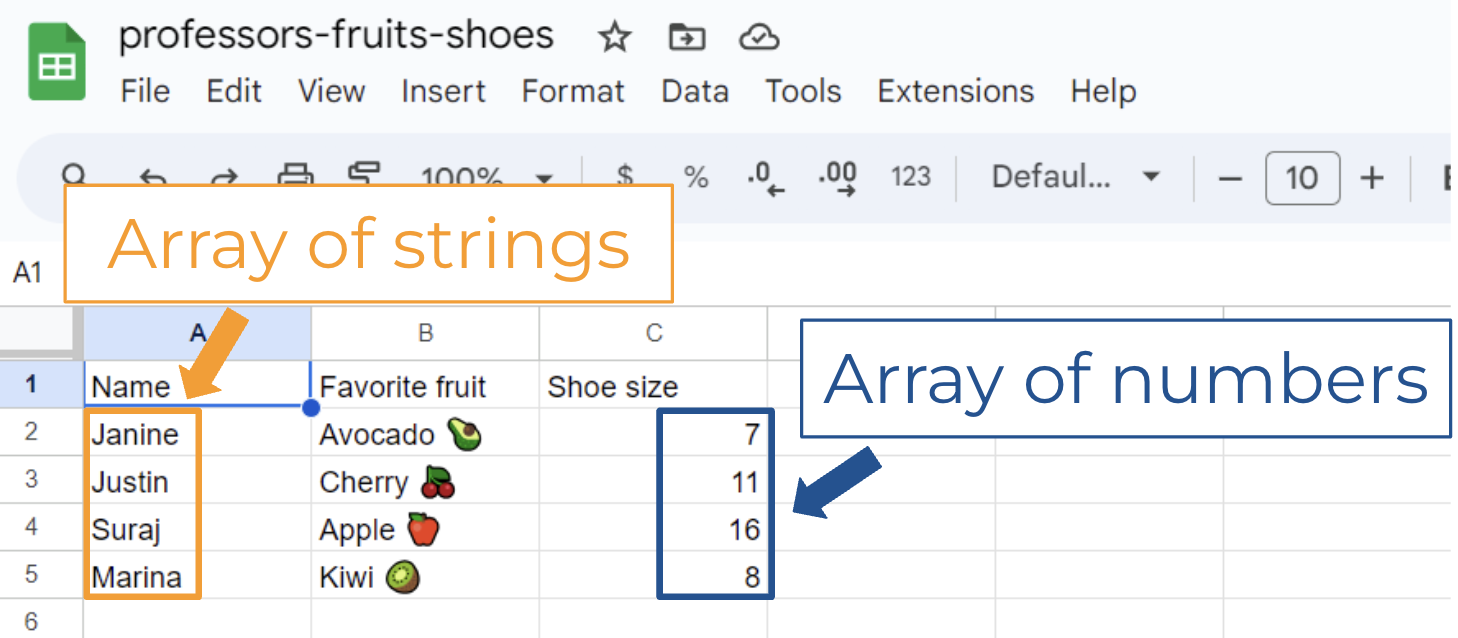 professors-fruits-shoes
File Edit View Insert Format Data Tools Extensions Help
100% $ % .0 .00 123 Defaul... 10
Array of strings
A1
A B C
Array of numbers
1 Name Favorite fruit Shoe size
2 Janine Avocado 🥑 7
3 Justin Cherry 🍒 11
4 Suraj Apple 🍎 16
5 Marina Kiwi 🥝 8
6